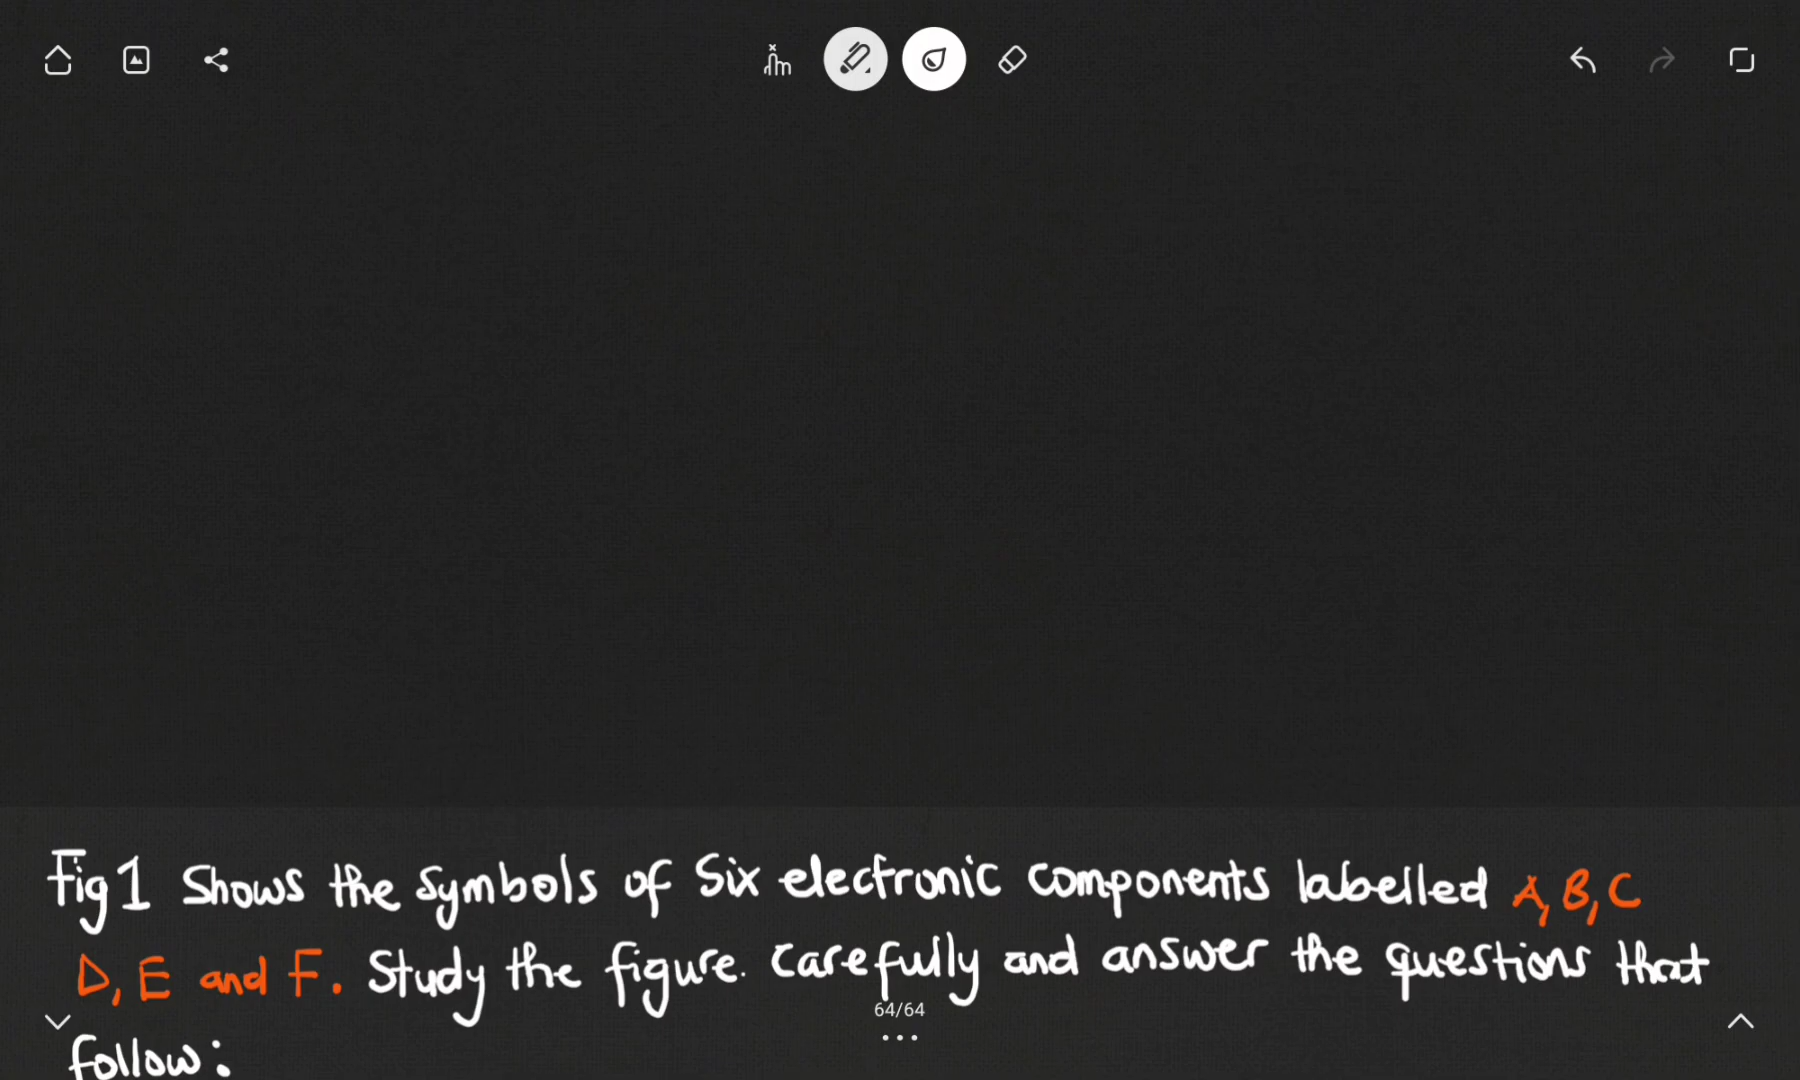 Fig 1 Shows the symbols of Six electronic components labelled A, B, C
D, E and F. Study the figure. Carefully and answer the questions that
64/64
follow: